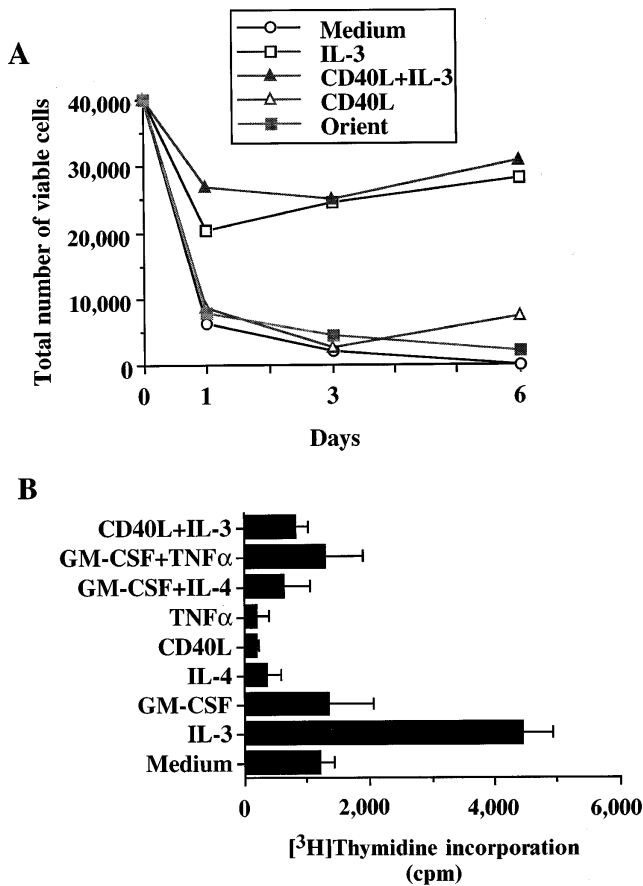 Medium
IL-3
CD40L+IL-3
CD40L
Orient
A
Total number of viable cells
40,000
30,000
20,000
10,000
0
0 1 3 6
Days
B
CD40L+IL-3
GM-CSF+TNFα
GM-CSF+IL-4
TNFα
CD40L
IL-4
GM-CSF
IL-3
Medium
0 2,000 4,000 6,000
[³H]Thymidine incorporation
(cpm)